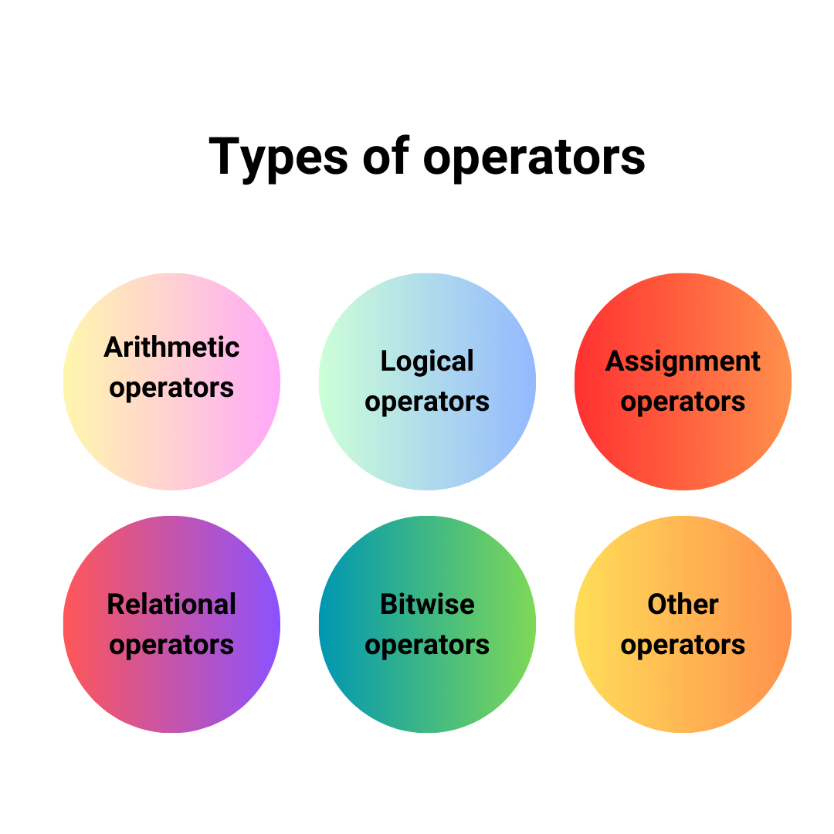 Types of operators
Arithmetic
operators
Logical
operators
Assignment
operators
Relational
operators
Bitwise
operators
Other
operators